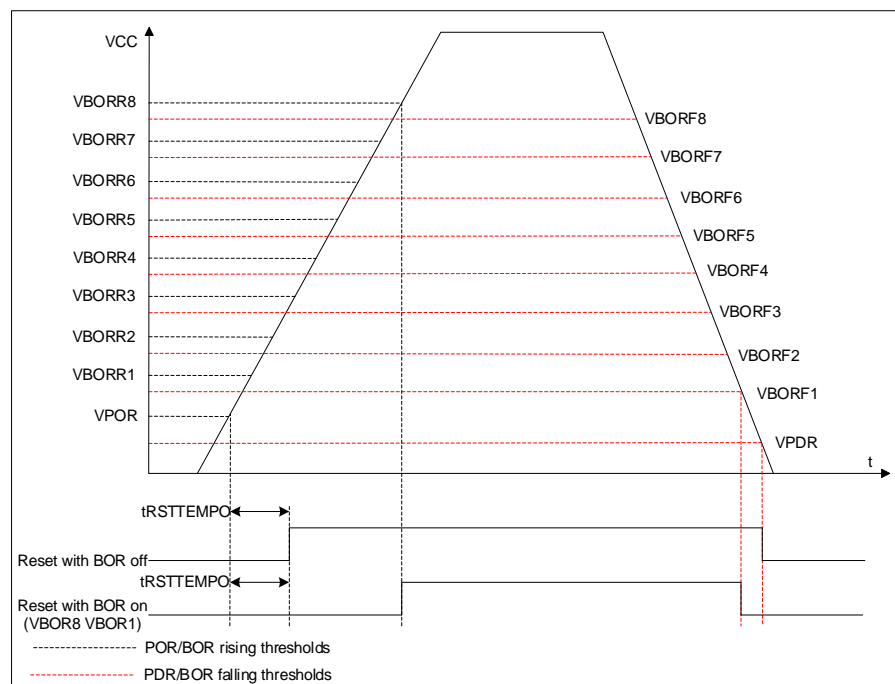 VCC
VBORR8
VBORF8
VBORR7
VBORF7
VBORR6
VBORF6
VBORR5
VBORF5
VBORR4
VBORF4
VBORR3
VBORF3
VBORR2
VBORF2
VBORR1
VBORF1
VPOR
VPDR
t
tRSTTEMPO
Reset with BOR off
tRSTTEMPO
Reset with BOR on
(VBOR8 VBOR1)
POR/BOR rising thresholds
PDR/BOR falling thresholds